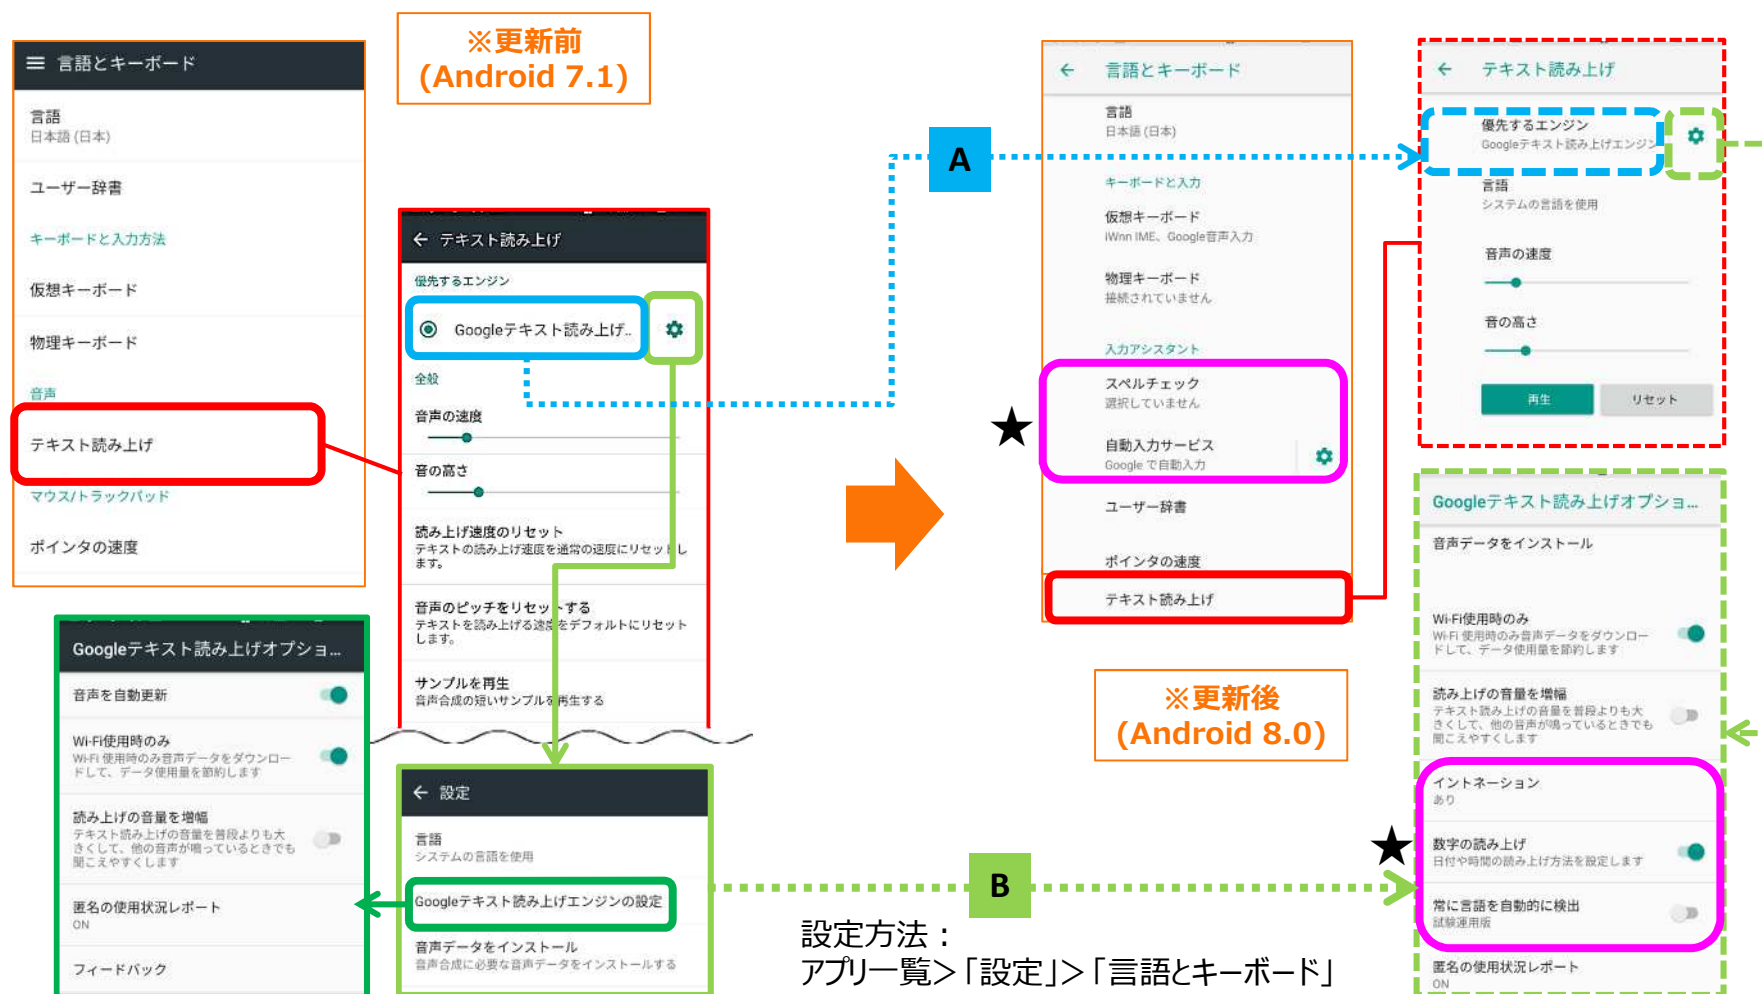 ※更新前
(Android 7.1)
言語とキーボード
言語
日本語 (日本)
ユーザー辞書
キーボードと入力方法
仮想キーボード
物理キーボード
音声
テキスト読み上げ
マウス/トラックパッド
ポインタの速度
テキスト読み上げ
優先するエンジン
Googleテキスト読み上げ..
全般
音声の速度
音の高さ
読み上げ速度のリセット
テキストの読み上げ速度を通常の速度にリセットし
ます。
音声のピッチをリセットする
テキストを読み上げる速度をデフォルトにリセット
します。
サンプルを再生
音声合成の短いサンプルを再生する
Googleテキスト読み上げオプショ...
音声を自動更新
Wi-Fi使用時のみ
Wi-Fi 使用時のみ音声データをダウンロー
ドして、データ使用量を節約します
読み上げの音量を増幅
テキスト読み上げの音量を普段よりも大
きくして、他の音声が鳴っているときでも
聞こえやすくします
匿名の使用状況レポート
ON
フィードバック
設定
言語
システムの言語を使用
Googleテキスト読み上げエンジンの設定
音声データをインストール
音声合成に必要な音声データをインストールする
A
B
設定方法：
アプリ一覧＞「設定」＞「言語とキーボード」
言語とキーボード
言語
日本語 (日本)
キーボードと入力
仮想キーボード
iWnn IME、Google音声入力
物理キーボード
接続されていません
入力アシスタント
★
スペルチェック
選択していません
自動入力サービス
Google で自動入力
ユーザー辞書
ポインタの速度
テキスト読み上げ
※更新後
(Android 8.0)
テキスト読み上げ
優先するエンジン
Googleテキスト読み上げエンジン
言語
システムの言語を使用
音声の速度
音の高さ
再生
リセット
Googleテキスト読み上げオプショ...
音声データをインストール
Wi-Fi使用時のみ
Wi-Fi 使用時のみ音声データをダウンロー
ドして、データ使用量を節約します
読み上げの音量を増幅
テキスト読み上げの音量を普段よりも大
きくして、他の音声が鳴っているときでも
聞こえやすくします
★
イントネーション
あり
数字の読み上げ
日付や時間の読み上げ方法を設定します
常に言語を自動的に検出
試験運用版
匿名の使用状況レポート
ON